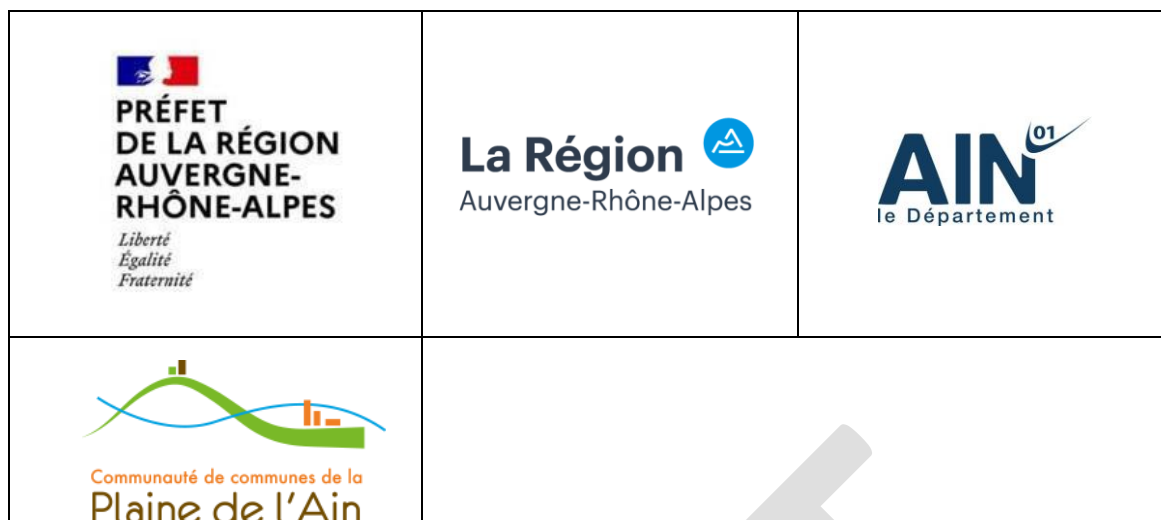 PRÉFET
DE LA RÉGION
AUVERGNE-
RHÔNE-ALPES
Liberté
Égalité
Fraternité
La Région
Auvergne-Rhône-Alpes
01
AIN
le Département
Communauté de communes de la
Plaine de l'Ain